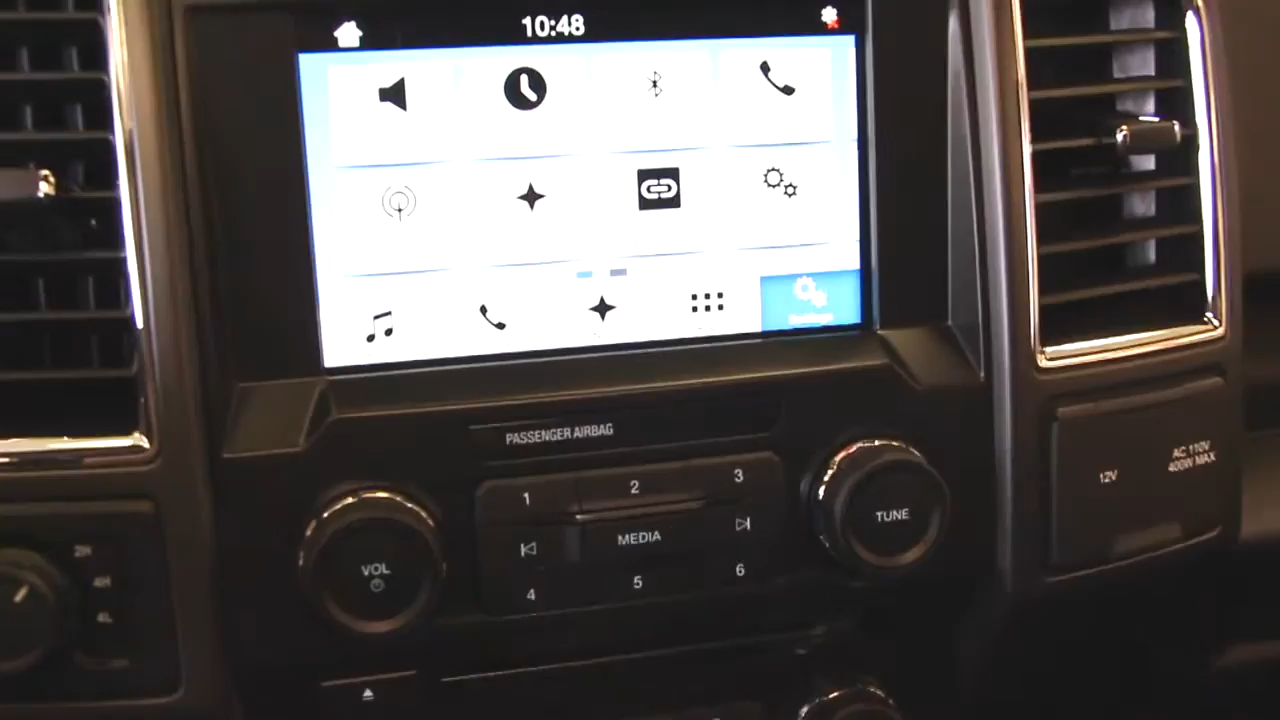 10:48
PASSENGER AIRBAG
1
2
3
MEDIA
4
5
6
VOL
TUNE
12V
AC 110V
400W MAX
2H
4H
4L